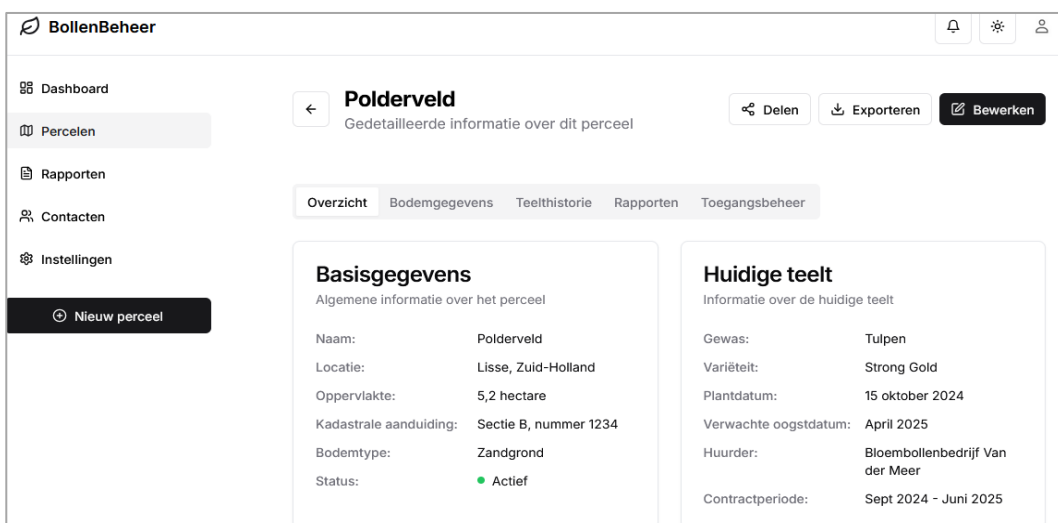 BollenBeheer
Dashboard
Percelen
Rapporten
Contacten
Instellingen
Nieuw perceel
Polderveld
Gedetailleerde informatie over dit perceel
Delen
Exporteren
Bewerken
Overzicht Bodemgegevens Teelthistorie Rapporten Toegangsbeheer
Basisgegevens
Algemene informatie over het perceel
Naam: Polderveld
Locatie: Lisse, Zuid-Holland
Oppervlakte: 5,2 hectare
Kadastrale aanduiding: Sectie B, nummer 1234
Bodemtype: Zandgrond
Status: Actief
Huidige teelt
Informatie over de huidige teelt
Gewas: Tulpen
Variëteit: Strong Gold
Plantdatum: 15 oktober 2024
Verwachte oogstdatum: April 2025
Huurder: Bloembollenbedrijf Van
der Meer
Contractperiode: Sept 2024 - Juni 2025